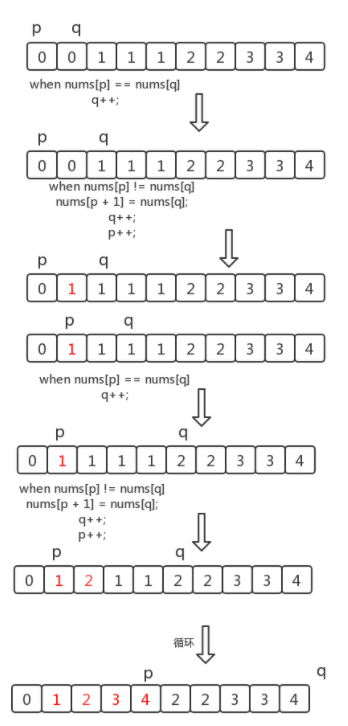 p q
0 0 1 1 1 2 2 3 3 4
when nums[p] == nums[q]
q++;
p q
0 0 1 1 1 2 2 3 3 4
when nums[p] != nums[q]
nums[p + 1] = nums[q];
q++;
p++;
p q
0 1 1 1 1 2 2 3 3 4
p q
0 1 1 1 1 2 2 3 3 4
when nums[p] == nums[q]
q++;
p q
0 1 1 1 1 2 2 3 3 4
when nums[p] != nums[q]
nums[p + 1] = nums[q];
q++;
p++;
p q
0 1 2 1 1 2 2 3 3 4
循环
p q
0 1 2 3 4 2 2 3 3 4